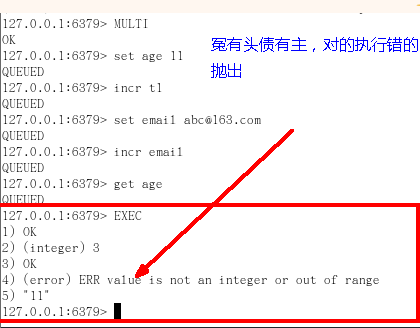 127.0.0.1:6379> MULTI
OK
127.0.0.1:6379> set age 11
QUEUED
127.0.0.1:6379> incr t1
QUEUED
127.0.0.1:6379> set email abc@163.com
QUEUED
127.0.0.1:6379> incr email
QUEUED
127.0.0.1:6379> get age
QUEUED
127.0.0.1:6379> EXEC
1) OK
2) (integer) 3
3) OK
4) (error) ERR value is not an integer or out of range
5) "11"
127.0.0.1:6379>
冤有头债有主，对的执行错的
抛出